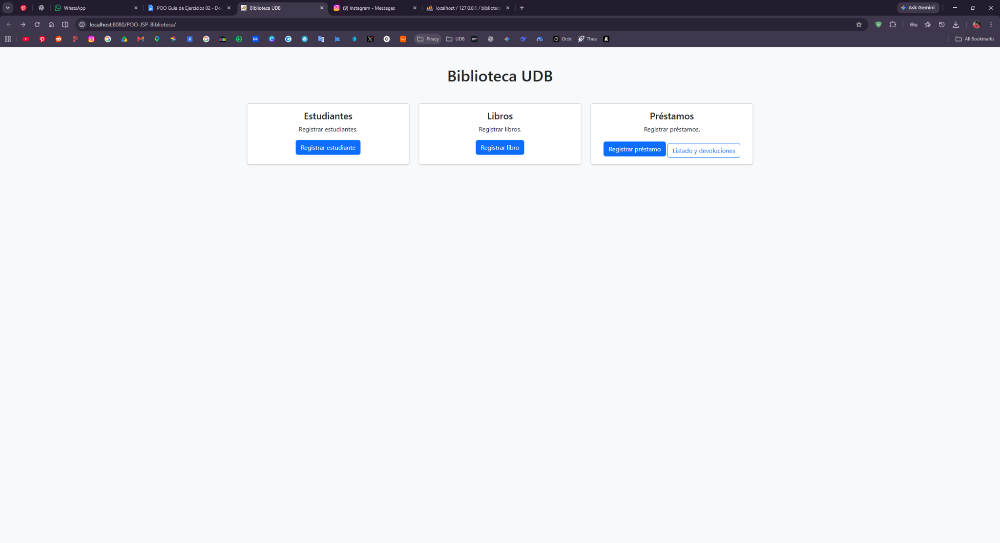 WhatsApp
POO Guia de Ejercicios 02 - Do
Biblioteca UDB
(9) Instagram • Messages
localhost / 127.0.0.1 / biblioteca
Ask Gemini
localhost:8080/POO-JSP-Biblioteca/
Piracy
UDB
mt
Grok
Thea
All Bookmarks
Biblioteca UDB
Estudiantes
Registrar estudiantes.
Registrar estudiante
Libros
Registrar libros.
Registrar libro
Préstamos
Registrar préstamos.
Registrar préstamo
Listado y devoluciones